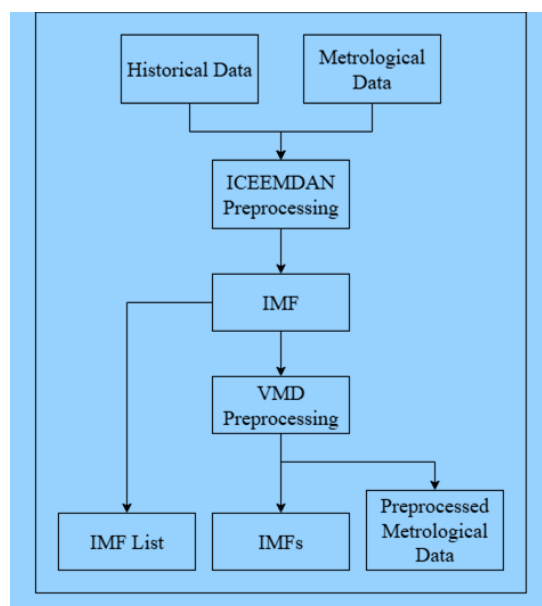 Historical Data
Metrological
Data
ICEEMDAN
Preprocessing
IMF
VMD
Preprocessing
IMF List
IMFs
Preprocessed
Metrological
Data